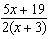 5x + 19
2(x + 3)